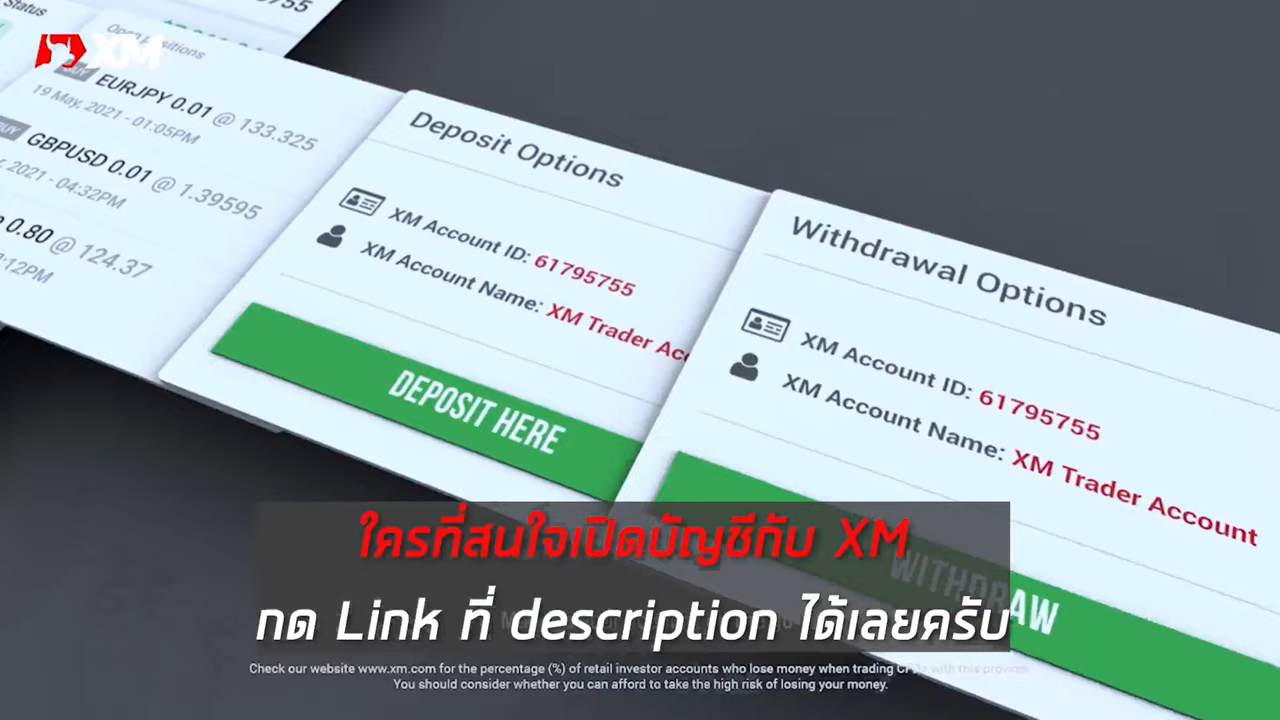 Status
55
XM
Open Positions
BUY EURJPY 0.01 @ 133.325
19 May, 2021 - 01:05PM
BUY GBPUSD 0.01 @ 1.39595
2021 - 04:32PM
0.80 @ 124.37
:12PM
Deposit Options
XM Account ID: 61795755
XM Account Name: XM Trader Acc
DEPOSIT HERE
Withdrawal Options
XM Account ID: 61795755
XM Account Name: XM Trader Account
WITHDRAW
ใครที่สนใจเปิดบัญชีกับ XM
กด Link ที่ description ได้เลยครับ
Check our website www.xm.com for the percentage (%) of retail investor accounts who lose money when trading CFDs with this provider.
You should consider whether you can afford to take the high risk of losing your money.